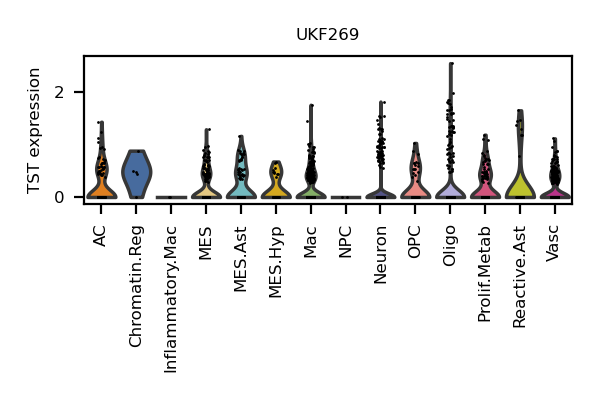 UKF269
TST expression
2
0
AC
Chromatin.Reg
Inflammatory.Mac
MES
MES.Ast
MES.Hyp
Mac
NPC
Neuron
OPC
Oligo
Prolif.Metab
Reactive.Ast
Vasc